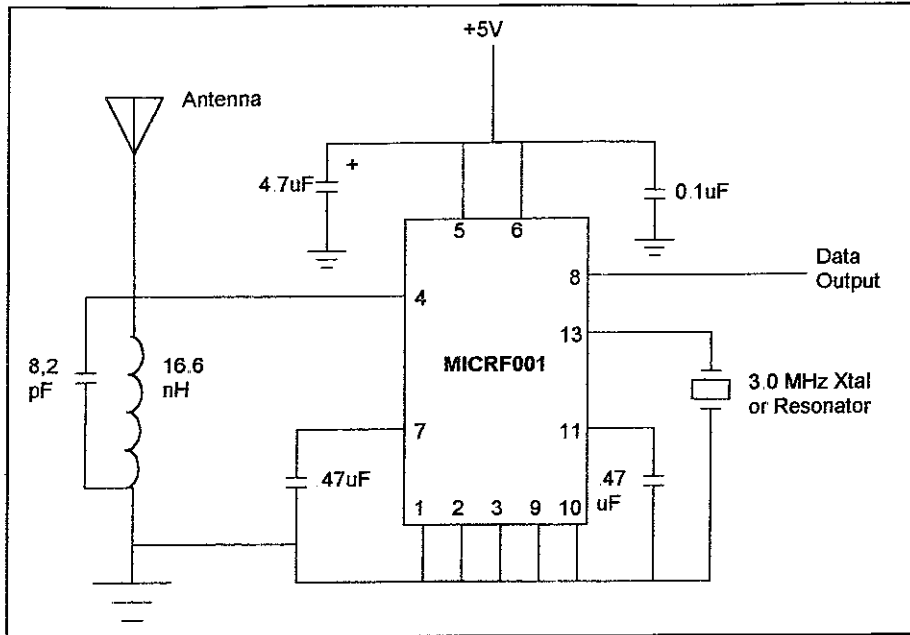 +5V
Antenna
+
4.7uF
0.1uF
5
6
Data
Output
8
4
13
8,2
pF
16.6
nH
MICRF001
3.0 MHz Xtal
or Resonator
7
11
.47uF
.47
uF
1
2
3
9
10